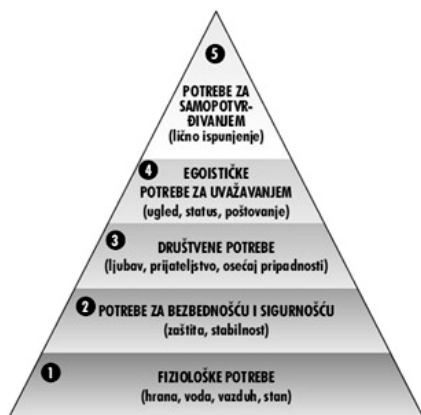 5
POTREBE ZA
SAMOPOTVR-
ĐIVANJEM
(lično ispunjenje)
4
EGOISTIČKE
POTREBE ZA UVAŽAVANJEM
(ugled, status, poštovanje)
3
DRUŠTVENE POTREBE
(ljubav, prijateljstvo, osećaj pripadnosti)
2 POTREBE ZA BEZBEDNOŠĆU I SIGURNOŠĆU
(zaštita, stabilnost)
1
FIZIOLOŠKE POTREBE
(hrana, voda, vazduh, stan)